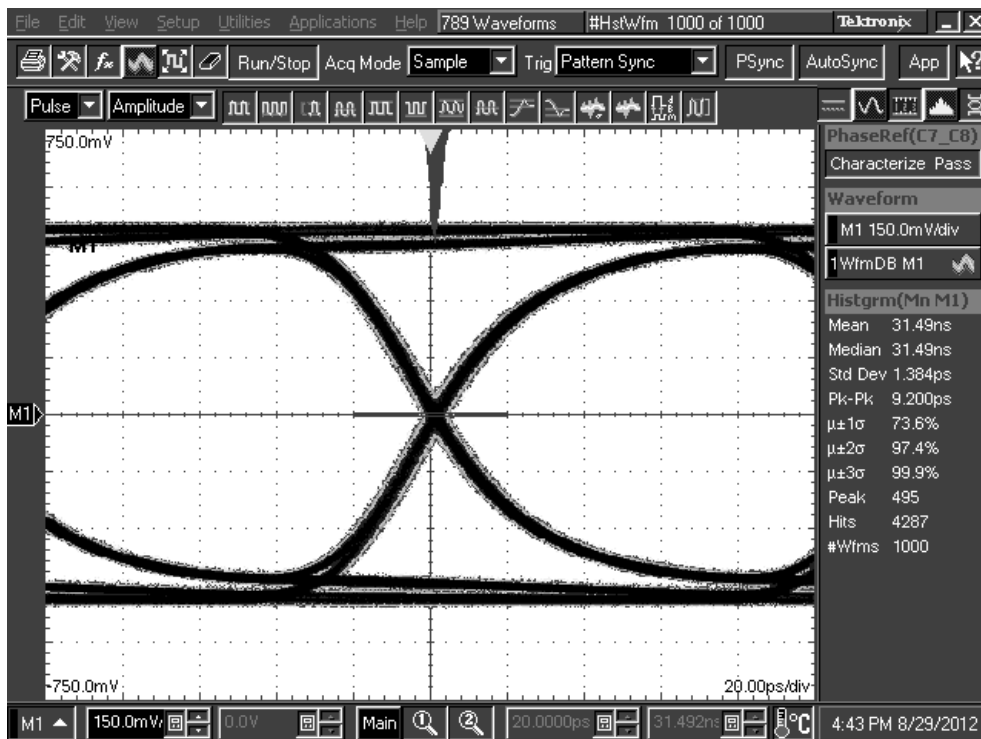 File Edit View Setup Utilities Applications Help 789 Waveforms #HstWfm 1000 of 1000 Tektronix
Run/Stop Acq Mode Sample Trig Pattern Sync PSync AutoSync App
Pulse Amplitude
750.0mV
M1
M1
-750.0mV
20.00ps/div
PhaseRef(C7_C8)
Characterize Pass
Waveform
M1 150.0mV/div
1 WfmDB M1
Histgrm(Mn M1)
Mean 31.49ns
Median 31.49ns
Std Dev 1.384ps
Pk-Pk 9.200ps
µ±1σ 73.6%
µ±2σ 97.4%
µ±3σ 99.9%
Peak 495
Hits 4287
#Wfms 1000
M1 150.0mV/ 0.0V Main 1 2 20.0000ps 31.492ns °C 4:43 PM 8/29/2012